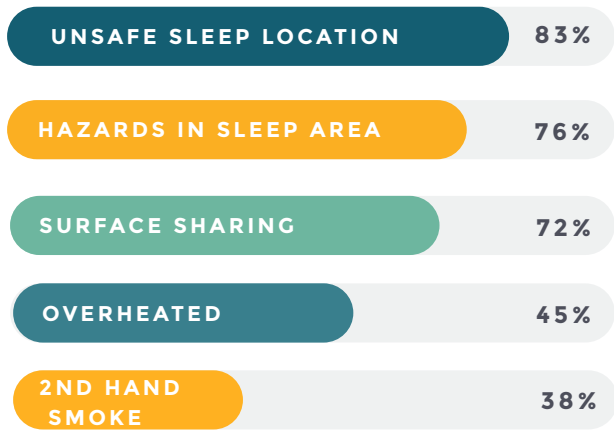 UNSAFE SLEEP LOCATION 83%
HAZARDS IN SLEEP AREA 76%
SURFACE SHARING 72%
OVERHEATED 45%
2ND HAND
SMOKE 38%